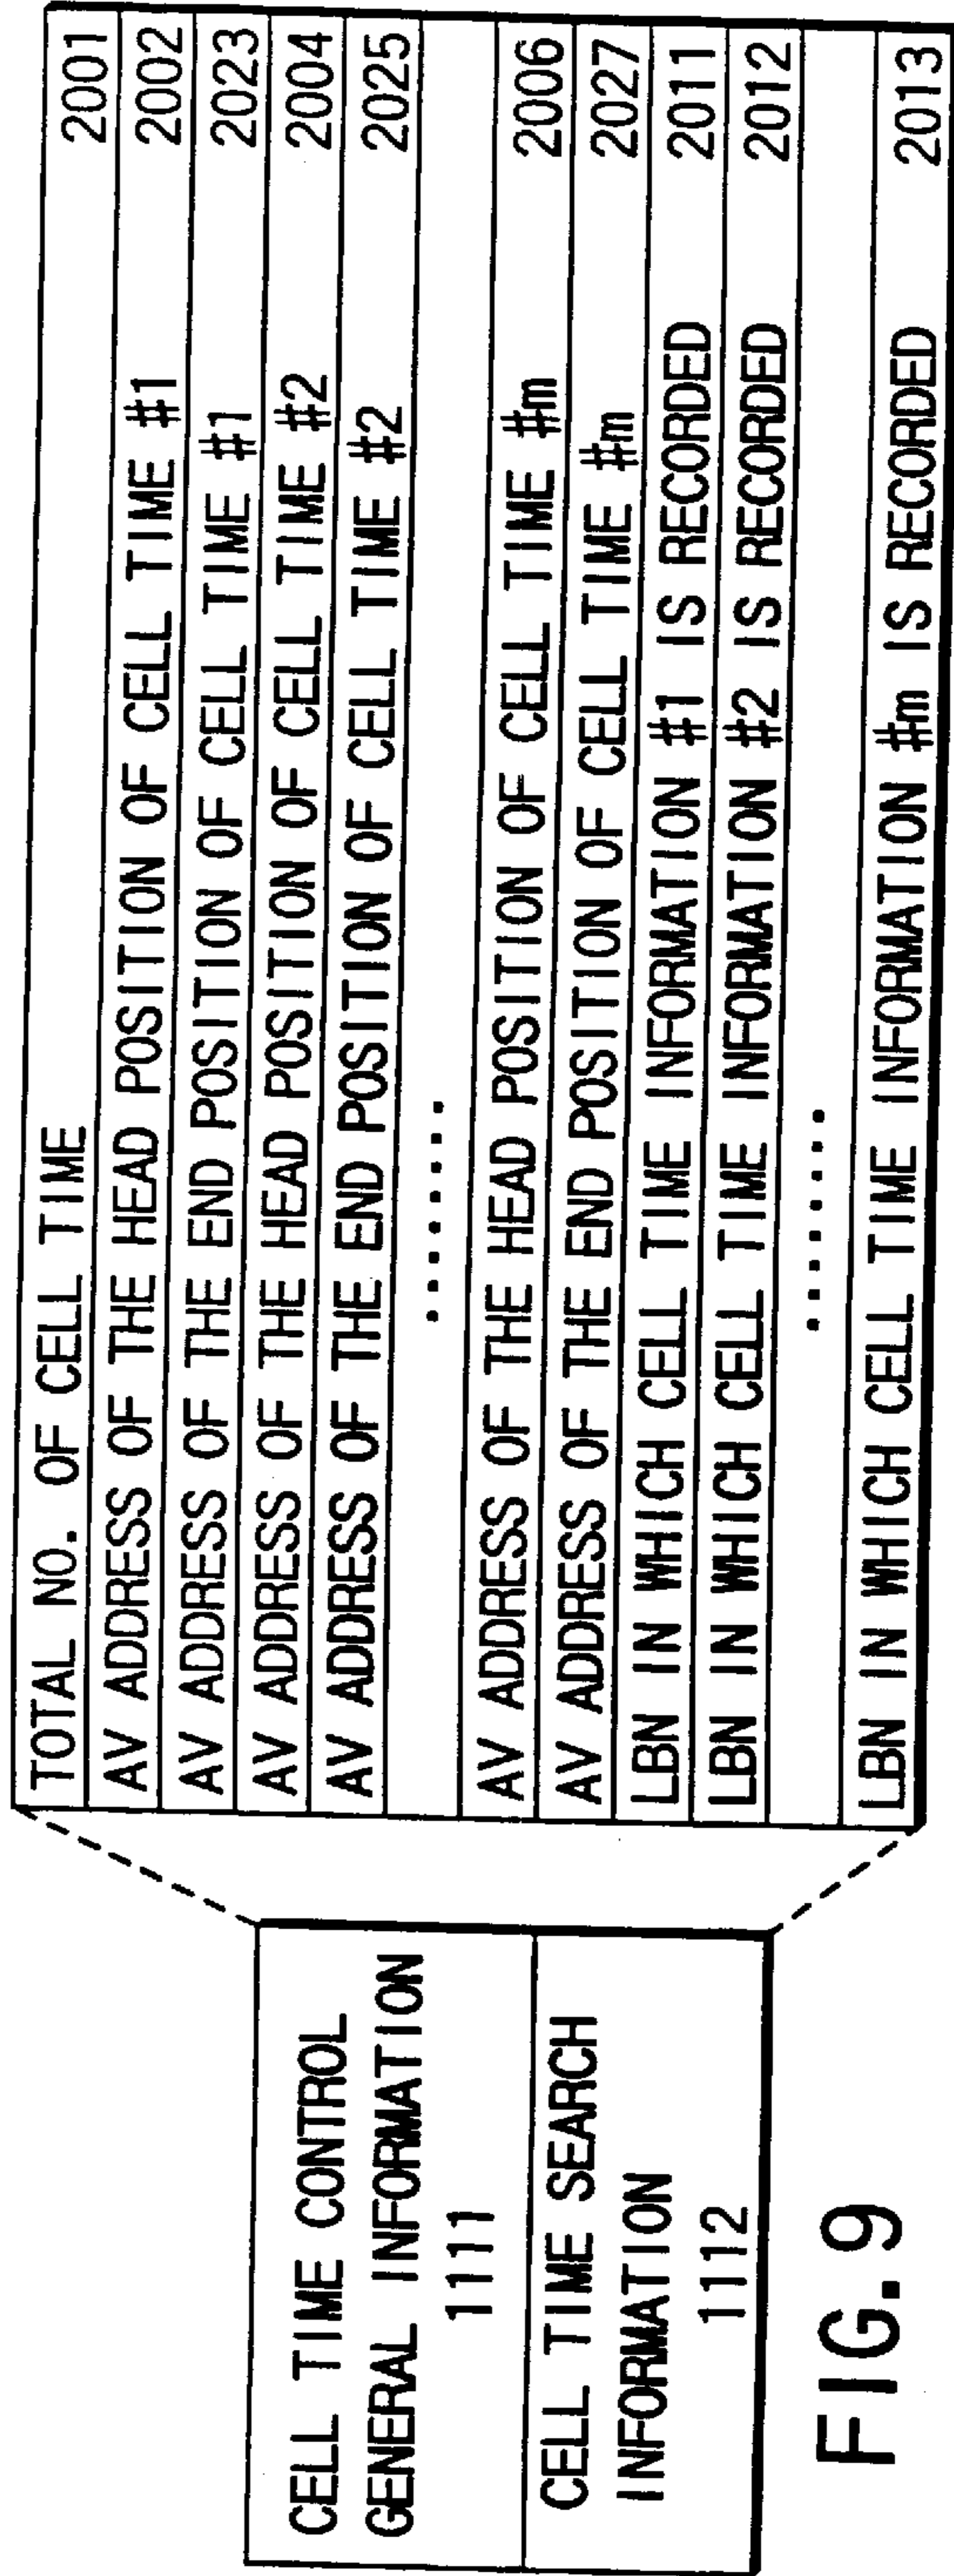 CELL TIME CONTROL
GENERAL INFORMATION
1111
CELL TIME SEARCH
INFORMATION
1112
TOTAL NO. OF CELL TIME 2001
AV ADDRESS OF THE HEAD POSITION OF CELL TIME #1 2002
AV ADDRESS OF THE END POSITION OF CELL TIME #1 2023
AV ADDRESS OF THE HEAD POSITION OF CELL TIME #2 2004
AV ADDRESS OF THE END POSITION OF CELL TIME #2 2025
......
AV ADDRESS OF THE HEAD POSITION OF CELL TIME #m 2006
AV ADDRESS OF THE END POSITION OF CELL TIME #m 2027
LBN IN WHICH CELL TIME INFORMATION #1 IS RECORDED 2011
LBN IN WHICH CELL TIME INFORMATION #2 IS RECORDED 2012
......
LBN IN WHICH CELL TIME INFORMATION #m IS RECORDED 2013
FIG. 9